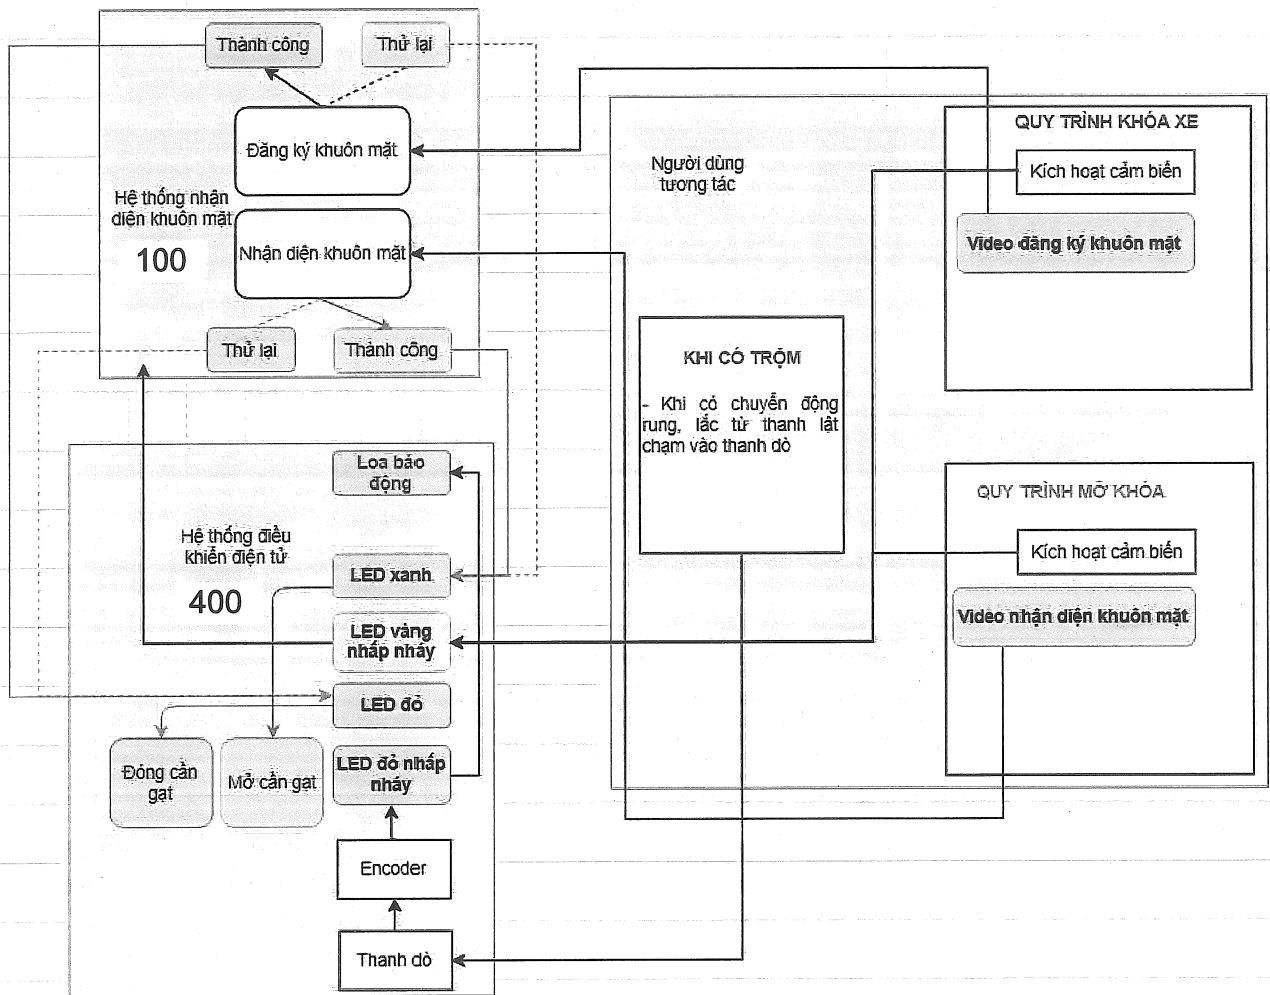 Thành công
Thử lại
Đăng ký khuôn mặt
Hệ thống nhận
diện khuôn mặt
100
Nhận diện khuôn mặt
Thử lại
Thành công
Người dùng
tương tác
QUY TRÌNH KHÓA XE
Kích hoạt cảm biến
Video đăng ký khuôn mặt
KHI CÓ TRỘM
- Khi có chuyển động
rung, lắc từ thanh lật
chạm vào thanh dò
QUY TRÌNH MỞ KHÓA
Kích hoạt cảm biến
Video nhận diện khuôn mặt
Loa báo
động
Hệ thống điều
khiển điện tử
400
LED xanh
LED vàng
nhấp nháy
LED đỏ
Đóng cần
gạt
Mở cần gạt
LED đỏ nhấp
nháy
Encoder
Thanh dò